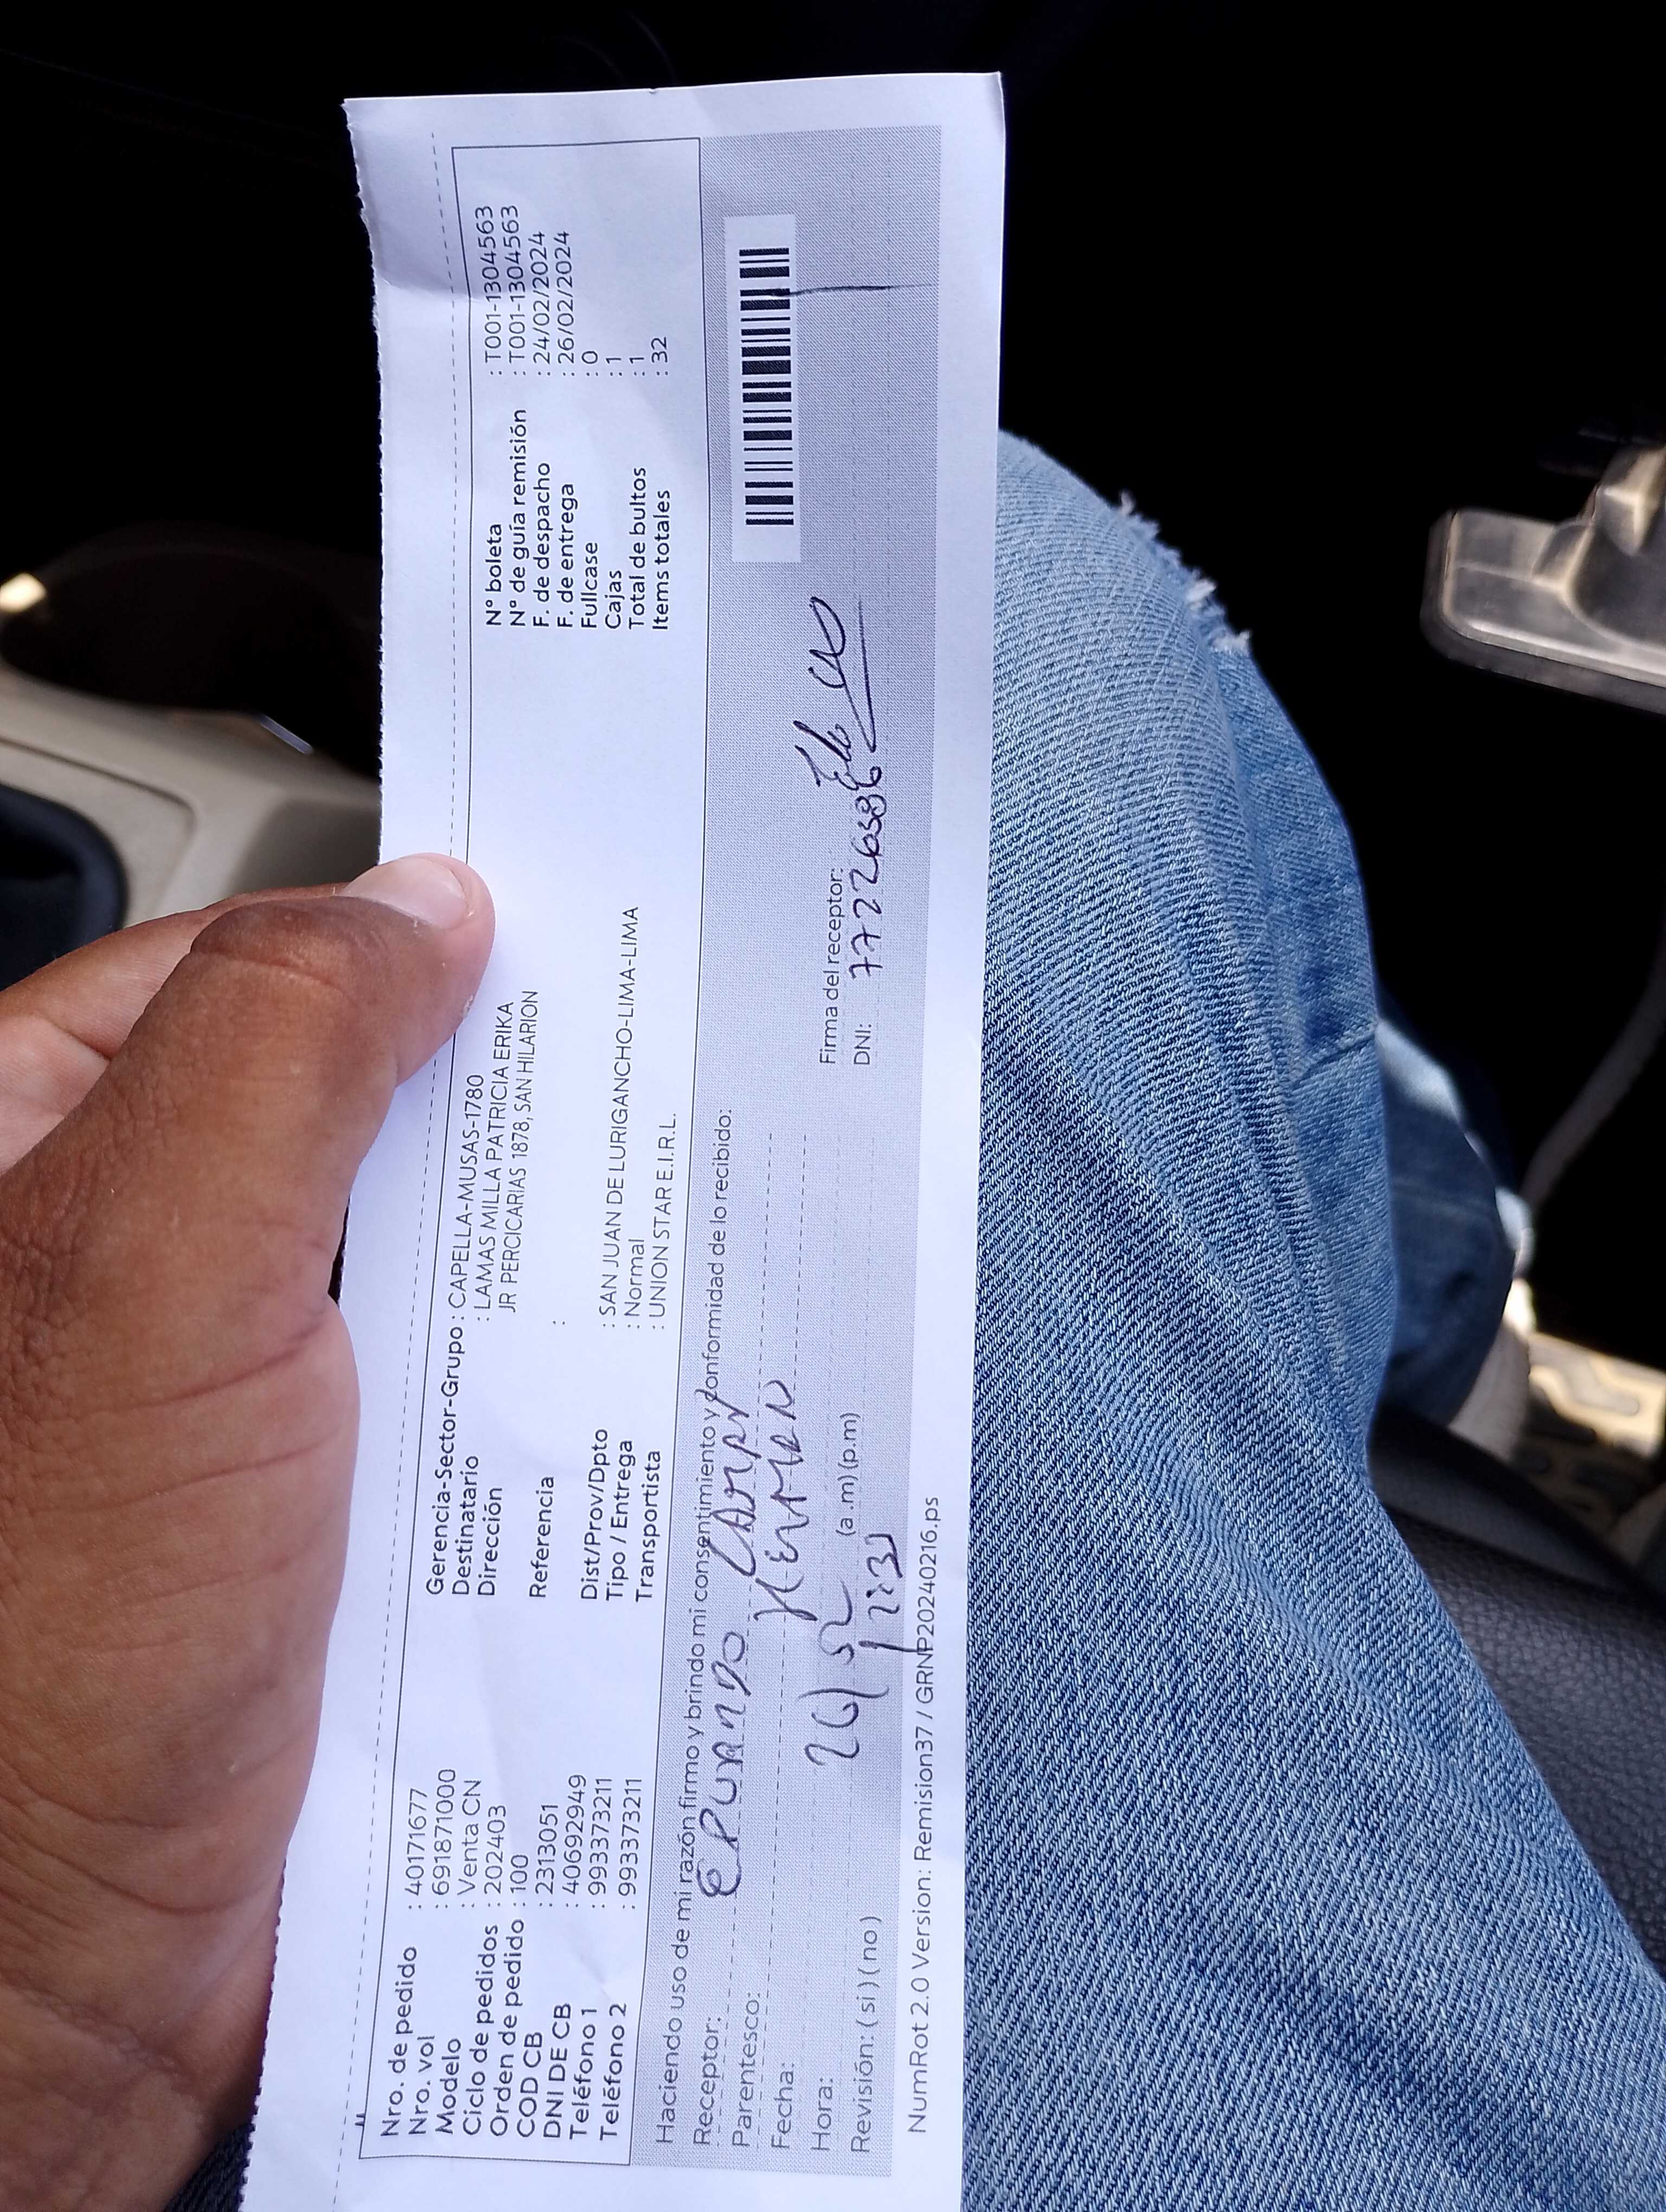 Nro. de pedido : 40171677
Nro. vol : 691871000
Modelo : Venta CN
Ciclo de pedidos : 202403
Orden de pedido : 100
COD CB : 2313051
DNI DE CB : 40692949
Teléfono 1 : 993373211
Teléfono 2 : 993373211
Gerencia-Sector-Grupo : CAPELLA-MUSAS-1780
Destinatario : LAMAS MILLA PATRICIA ERIKA
Dirección JR PERCICARIAS 1878, SAN HILARION
Referencia :
Dist/Prov/Dpto : SAN JUAN DE LURIGANCHO-LIMA-LIMA
Tipo / Entrega : Normal
Transportista : UNION STAR E.I.R.L.
N° boleta : T001-1304563
N° de guía remisión : T001-1304563
F. de despacho : 24/02/2024
F. de entrega : 26/02/2024
Fullcase : 0
Cajas : 1
Total de bultos : 1
Items totales : 32
Haciendo uso de mi razón firmo y brindo mi consentimiento y conformidad de lo recibido:
Receptor:
Parentesco:
Fecha:
Hora: (a .m) (p.m)
Revisión: ( si ) ( no )
Firma del receptor:
DNI:
NumRot 2.0 Version: Remision37 / GRNP20240216.ps